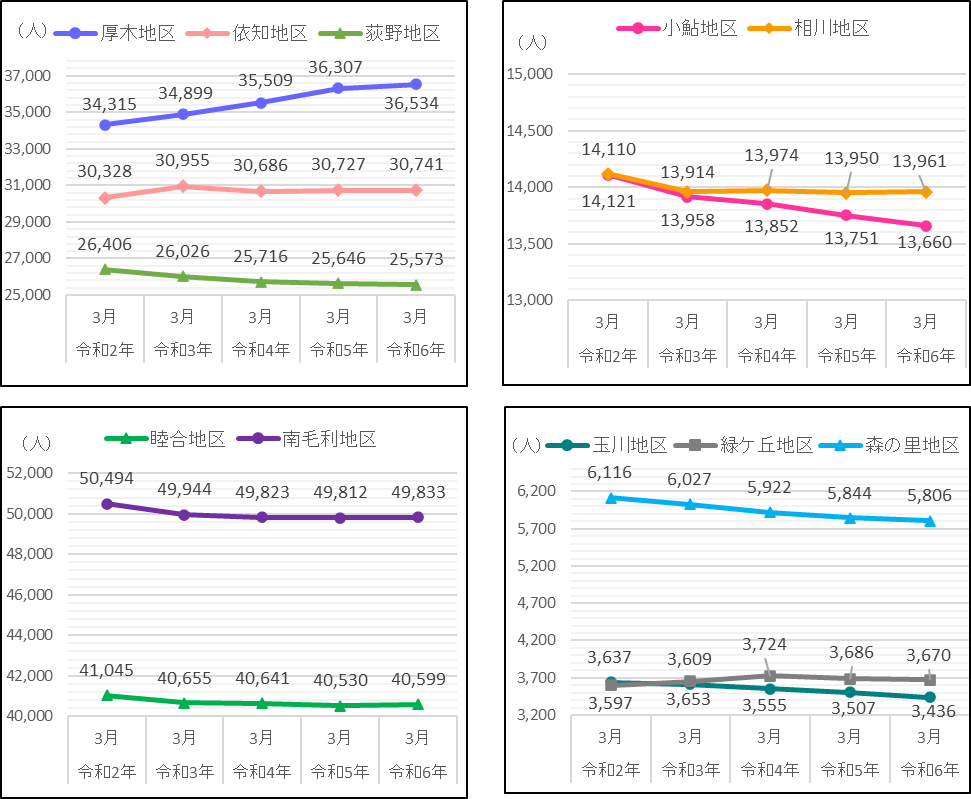 (人) 厚木地区 依知地区 荻野地区
37,000
35,000
33,000
31,000
29,000
27,000
25,000
34,315 34,899 35,509 36,307 36,534
30,328 30,955 30,686 30,727 30,741
26,406 26,026 25,716 25,646 25,573
3月 3月 3月 3月 3月
令和2年 令和3年 令和4年 令和5年 令和6年
小鮎地区 相川地区
(人)
15,000
14,500
14,000
13,500
13,000
14,110 13,914 13,974 13,950 13,961
14,121 13,958 13,852 13,751 13,660
3月 3月 3月 3月 3月
令和2年 令和3年 令和4年 令和5年 令和6年
(人) 睦合地区 南毛利地区
52,000
50,000
48,000
46,000
44,000
42,000
40,000
50,494 49,944 49,823 49,812 49,833
41,045 40,655 40,641 40,530 40,599
3月 3月 3月 3月 3月
令和2年 令和3年 令和4年 令和5年 令和6年
(人) 玉川地区 緑ケ丘地区 森の里地区
6,200
5,700
5,200
4,700
4,200
3,700
3,200
6,116 6,027 5,922 5,844 5,806
3,637 3,609 3,724 3,686 3,670
3,597 3,653 3,555 3,507 3,436
3月 3月 3月 3月 3月
令和2年 令和3年 令和4年 令和5年 令和6年